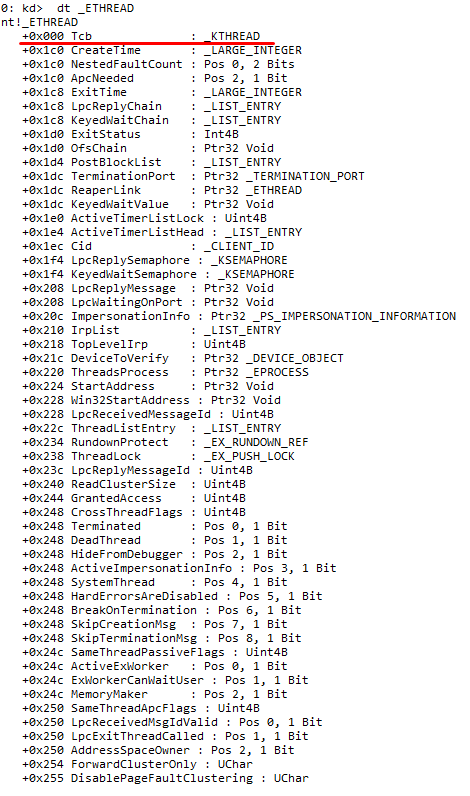 0: kd>  dt _ETHREAD
nt!_ETHREAD
   +0x000 Tcb              : _KTHREAD
   +0x1c0 CreateTime       : _LARGE_INTEGER
   +0x1c0 NestedFaultCount : Pos 0, 2 Bits
   +0x1c0 ApcNeeded        : Pos 2, 1 Bit
   +0x1c8 ExitTime         : _LARGE_INTEGER
   +0x1c8 LpcReplyChain    : _LIST_ENTRY
   +0x1c8 KeyedWaitChain   : _LIST_ENTRY
   +0x1d0 ExitStatus       : Int4B
   +0x1d0 OfsChain         : Ptr32 Void
   +0x1d4 PostBlockList    : _LIST_ENTRY
   +0x1dc TerminationPort  : Ptr32 _TERMINATION_PORT
   +0x1dc ReaperLink       : Ptr32 _ETHREAD
   +0x1dc KeyedWaitValue   : Ptr32 Void
   +0x1e0 ActiveTimerListLock : Uint4B
   +0x1e4 ActiveTimerListHead : _LIST_ENTRY
   +0x1ec Cid              : _CLIENT_ID
   +0x1f4 LpcReplySemaphore : _KSEMAPHORE
   +0x1f4 KeyedWaitSemaphore : _KSEMAPHORE
   +0x208 LpcReplyMessage  : Ptr32 Void
   +0x208 LpcWaitingOnPort : Ptr32 Void
   +0x20c ImpersonationInfo : Ptr32 _PS_IMPERSONATION_INFORMATION
   +0x210 IrpList          : _LIST_ENTRY
   +0x218 TopLevelIrp      : Uint4B
   +0x21c DeviceToVerify   : Ptr32 _DEVICE_OBJECT
   +0x220 ThreadsProcess   : Ptr32 _EPROCESS
   +0x224 StartAddress     : Ptr32 Void
   +0x228 Win32StartAddress : Ptr32 Void
   +0x228 LpcReceivedMessageId : Uint4B
   +0x22c ThreadListEntry  : _LIST_ENTRY
   +0x234 RundownProtect   : _EX_RUNDOWN_REF
   +0x238 ThreadLock       : _EX_PUSH_LOCK
   +0x23c LpcReplyMessageId : Uint4B
   +0x240 ReadClusterSize  : Uint4B
   +0x244 GrantedAccess    : Uint4B
   +0x248 CrossThreadFlags : Uint4B
   +0x248 Terminated       : Pos 0, 1 Bit
   +0x248 DeadThread       : Pos 1, 1 Bit
   +0x248 HideFromDebugger : Pos 2, 1 Bit
   +0x248 ActiveImpersonationInfo : Pos 3, 1 Bit
   +0x248 SystemThread     : Pos 4, 1 Bit
   +0x248 HardErrorsAreDisabled : Pos 5, 1 Bit
   +0x248 BreakOnTermination : Pos 6, 1 Bit
   +0x248 SkipCreationMsg  : Pos 7, 1 Bit
   +0x248 SkipTerminationMsg : Pos 8, 1 Bit
   +0x24c SameThreadPassiveFlags : Uint4B
   +0x24c ActiveExWorker   : Pos 0, 1 Bit
   +0x24c ExWorkerCanWaitUser : Pos 1, 1 Bit
   +0x24c MemoryMaker      : Pos 2, 1 Bit
   +0x250 SameThreadApcFlags : Uint4B
   +0x250 LpcReceivedMsgIdValid : Pos 0, 1 Bit
   +0x250 LpcExitThreadCalled : Pos 1, 1 Bit
   +0x250 AddressSpaceOwner : Pos 2, 1 Bit
   +0x254 ForwardClusterOnly : UChar
   +0x255 DisablePageFaultClustering : UChar